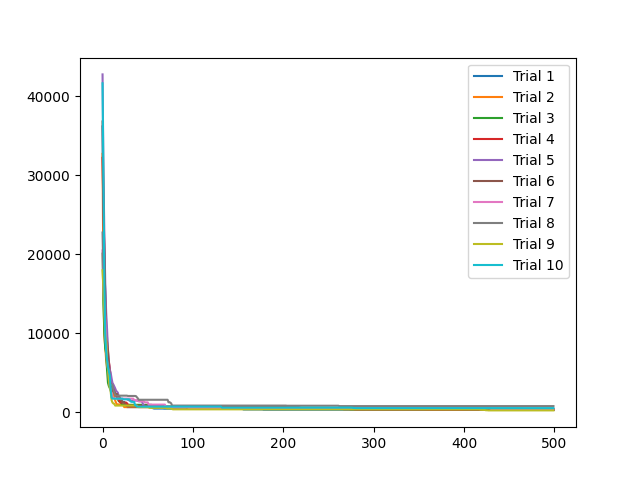 40000
30000
20000
10000
0
0 100 200 300 400 500
Trial 1
Trial 2
Trial 3
Trial 4
Trial 5
Trial 6
Trial 7
Trial 8
Trial 9
Trial 10